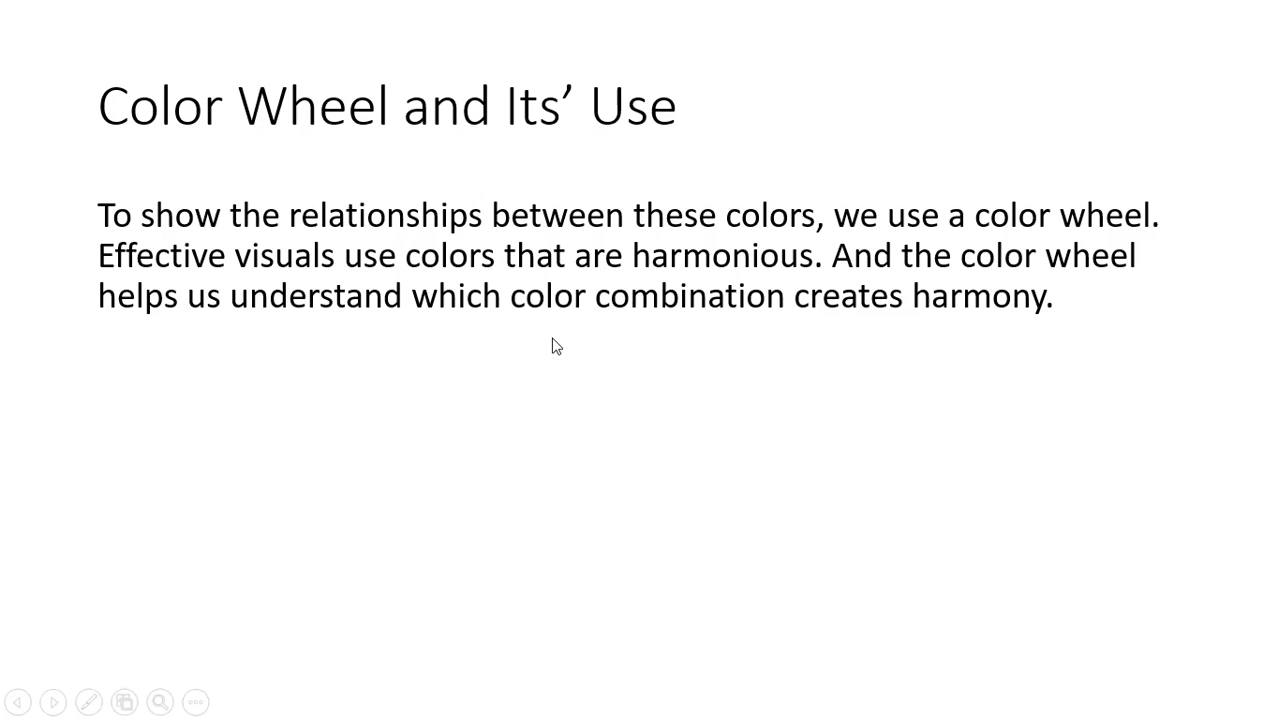 Color Wheel and Its’ Use
To show the relationships between these colors, we use a color wheel.
Effective visuals use colors that are harmonious. And the color wheel
helps us understand which color combination creates harmony.